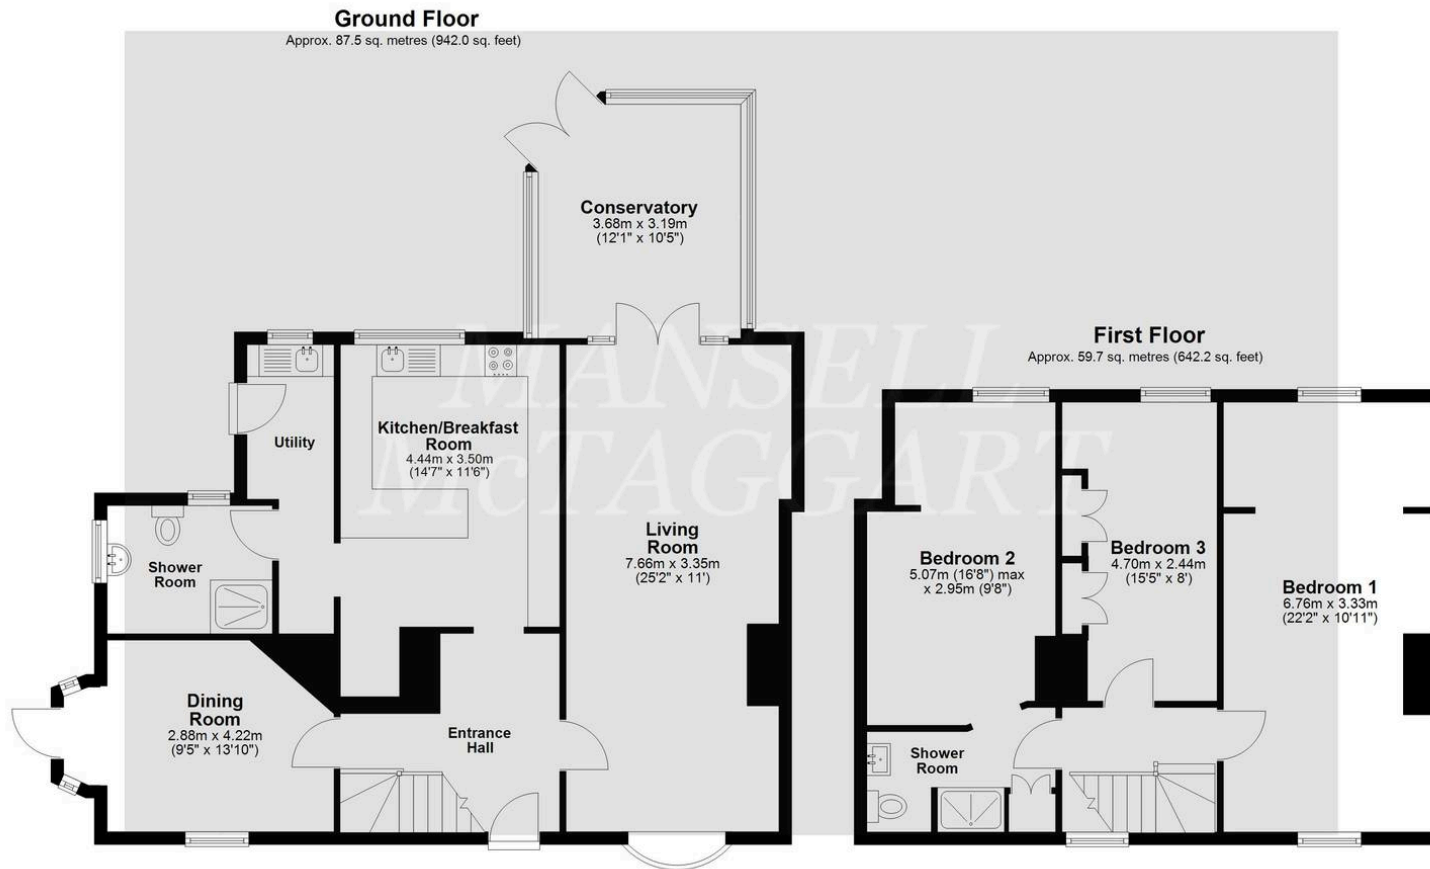 Ground Floor
Approx. 87.5 sq. metres (942.0 sq. feet)
Conservatory
3.68m x 3.19m
(12'1" x 10'5")
First Floor
Approx. 59.7 sq. metres (642.2 sq. feet)
MANSELL
McTAGGART
Utility
Kitchen/Breakfast
Room
4.44m x 3.50m
(14'7" x 11'6")
Living
Room
7.66m x 3.35m
(25'2" x 11')
Shower
Room
Dining
Room
2.88m x 4.22m
(9'5" x 13'10")
Entrance
Hall
Bedroom 2
5.07m (16'8") max
x 2.95m (9'8")
Bedroom 3
4.70m x 2.44m
(15'5" x 8')
Bedroom 1
6.76m x 3.33m
(22'2" x 10'11")
Shower
Room